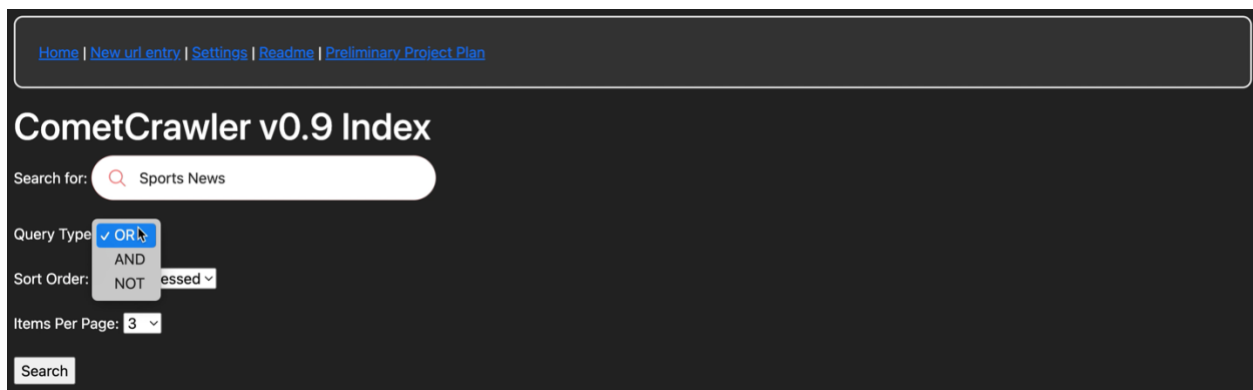 Home | New url entry | Settings | Readme | Preliminary Project Plan
CometCrawler v0.9 Index
Search for: Sports News
Query Type ✓ OR
AND
Sort Order: essed
NOT
Items Per Page: 3
Search